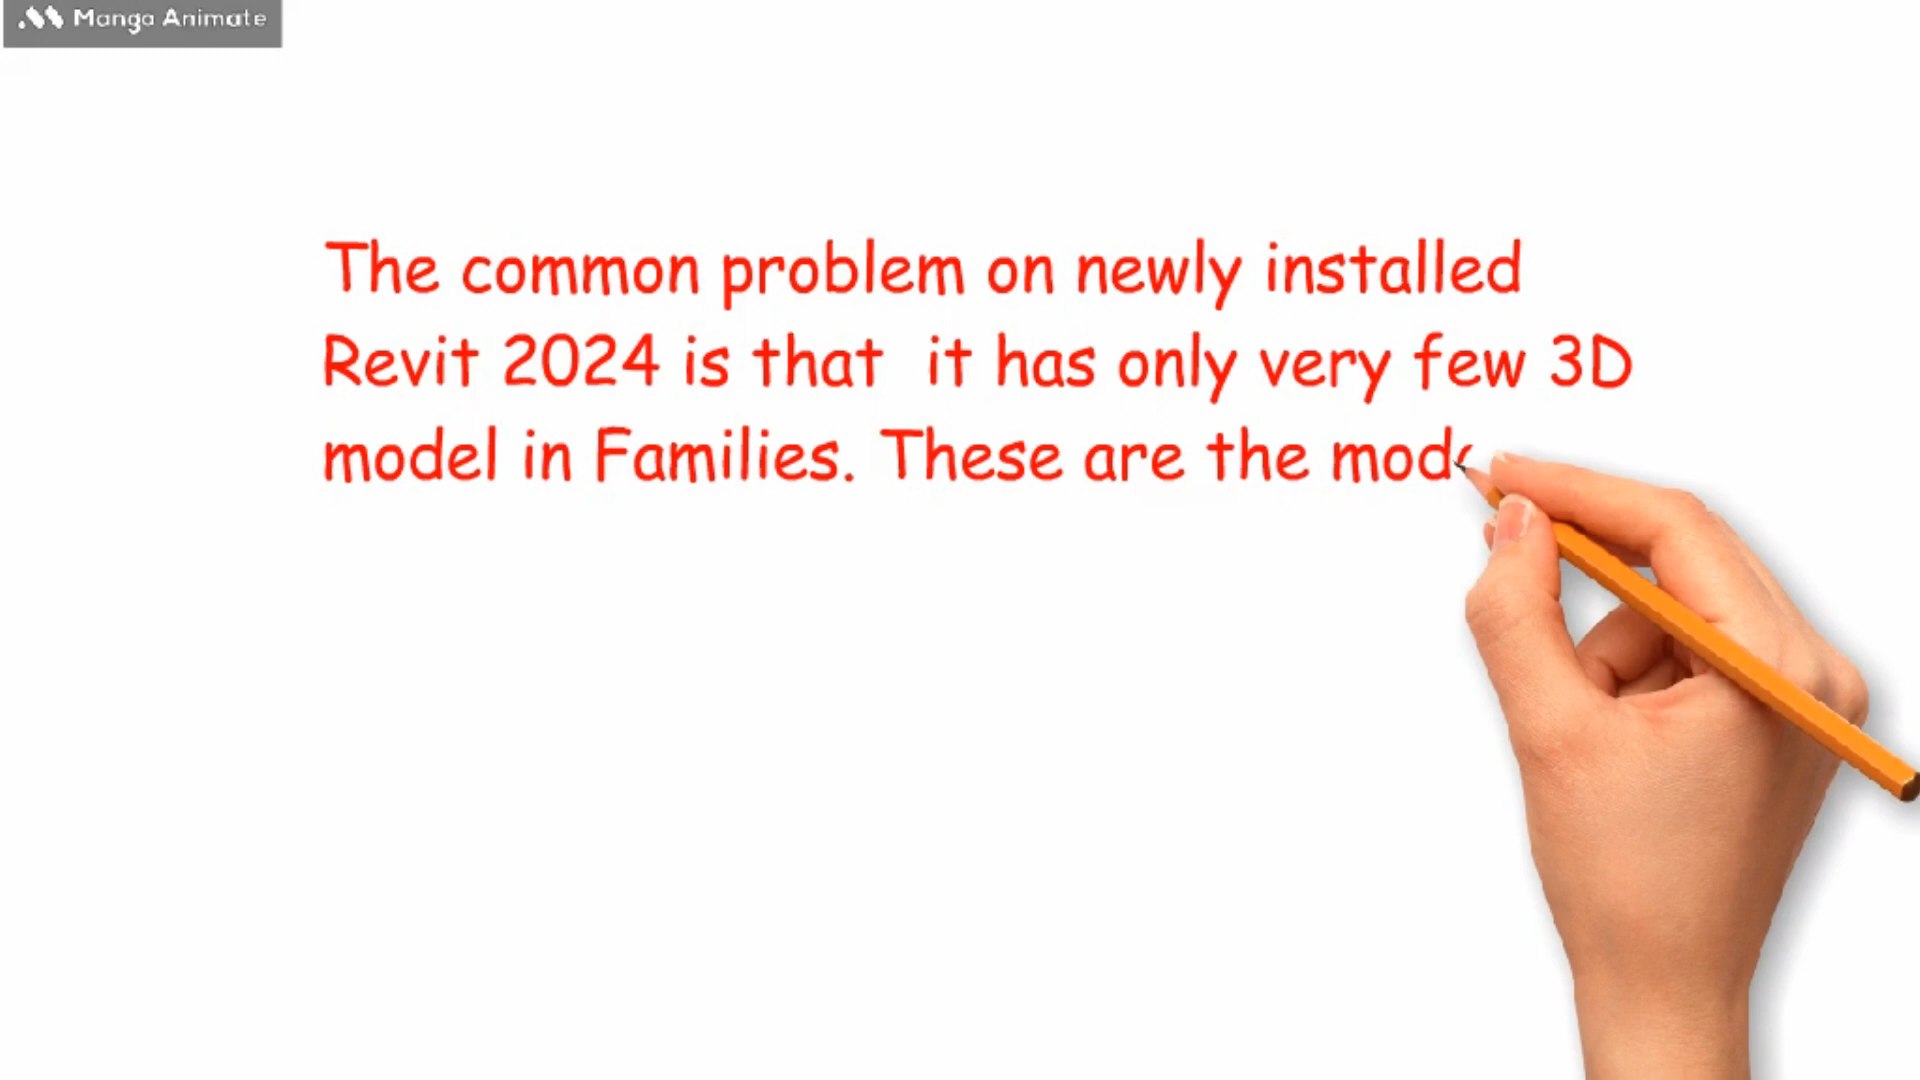 Manga Animate
The common problem on newly installed
Revit 2024 is that  it has only very few 3D
model in Families. These are the